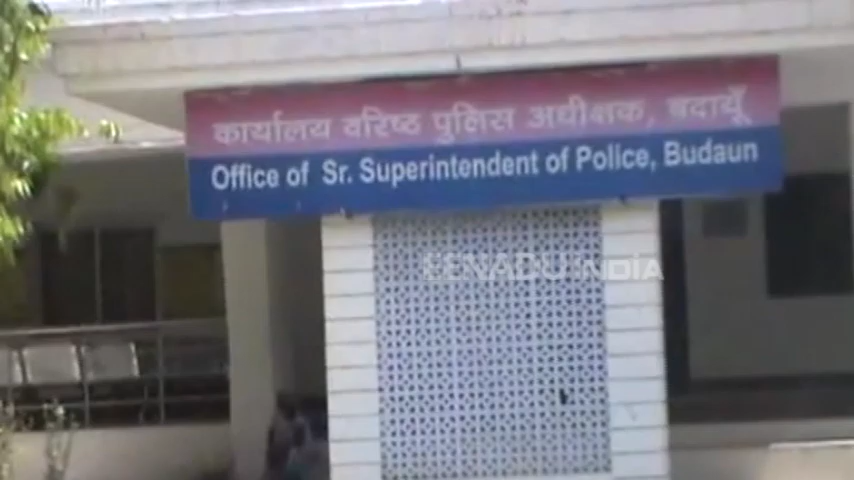 कार्यालय वरिष्ठ पुलिस अधीक्षक, बदायूँ
Office of Sr. Superintendent of Police, Budaun
EENADU INDIA